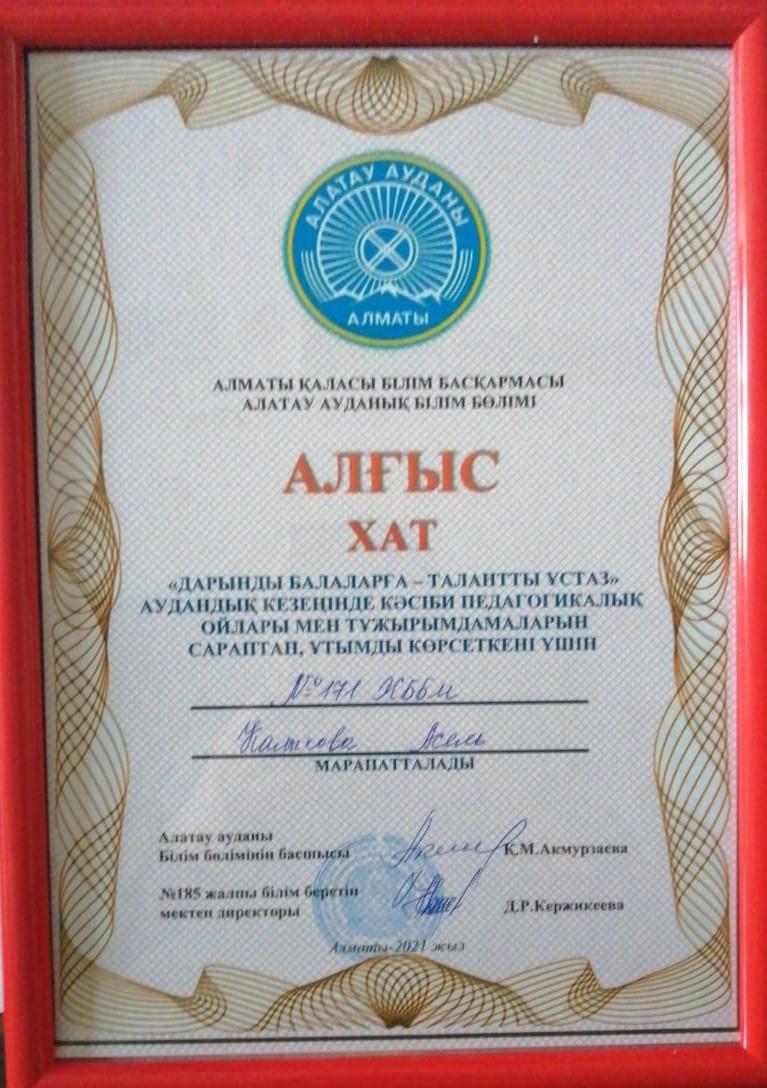 АЛАТАУ АУДАНЫ
АЛМАТЫ
АЛМАТЫ ҚАЛАСЫ БІЛІМ БАСҚАРМАСЫ
АЛАТАУ АУДАНЫҚ БІЛІМ БӨЛІМІ
АЛҒЫС
ХАТ
«ДАРЫНДЫ БАЛАЛАРҒА – ТАЛАНТТЫ ҰСТАЗ»
АУДАНДЫҚ КЕЗЕҢІНДЕ КӘСІБИ ПЕДАГОГИКАЛЫҚ
ОЙЛАРЫ МЕН ТҰЖЫРЫМДАМАЛАРЫН
САРАПТАП, ҰТЫМДЫ КӨРСЕТКЕНІ ҮШІН
№171 ЖББМ
Асель
МАРАПАТТАЛАДЫ
Алатау ауданы
Білім бөлімінің басшысы Қ.М.Акмурзаева
№185 жалпы білім беретін
мектеп директоры Д.Р.Кержикеева
Алматы-2021 жыл